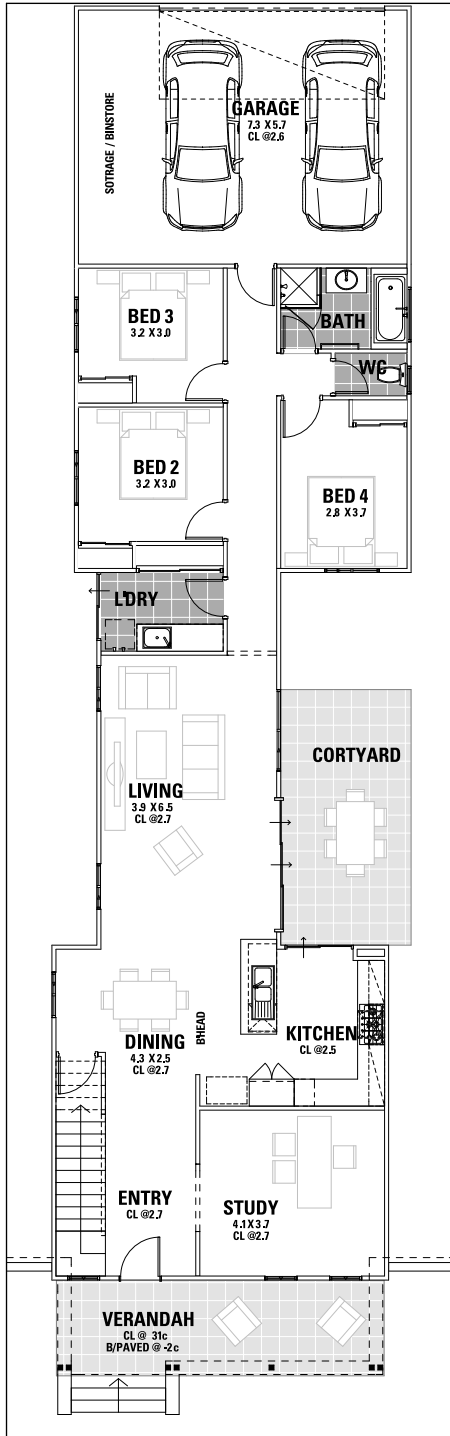 GARAGE
7.3 X 5.7
CL @2.6
SOTRAGE / BINSTORE
BED 3
3.2 X 3.0
BATH
WC
BED 2
3.2 X 3.0
BED 4
2.8 X 3.7
L'DRY
CORTYARD
LIVING
3.9 X 6.5
CL @2.7
DINING
4.3 X 2.5
CL @2.7
B'HEAD
KITCHEN
CL @2.5
ENTRY
CL @2.7
STUDY
4.1 X 3.7
CL @2.7
VERANDAH
CL @ 31c
B/PAVED @ -2c